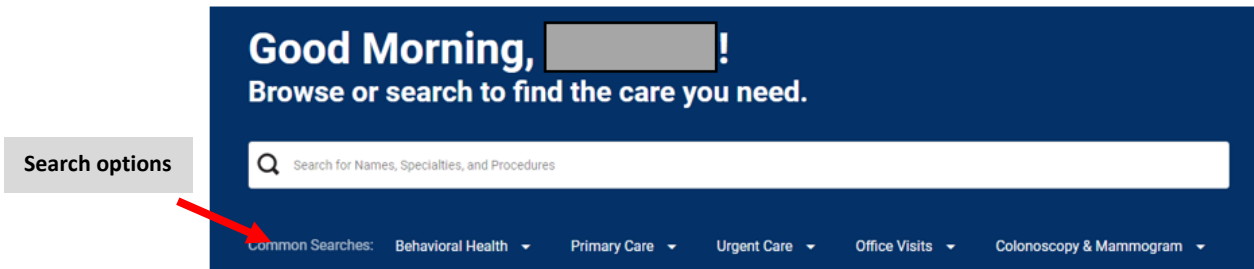 Good Morning, !
Browse or search to find the care you need.
Search options
Search for Names, Specialties, and Procedures
Common Searches: Behavioral Health Primary Care Urgent Care Office Visits Colonoscopy & Mammogram